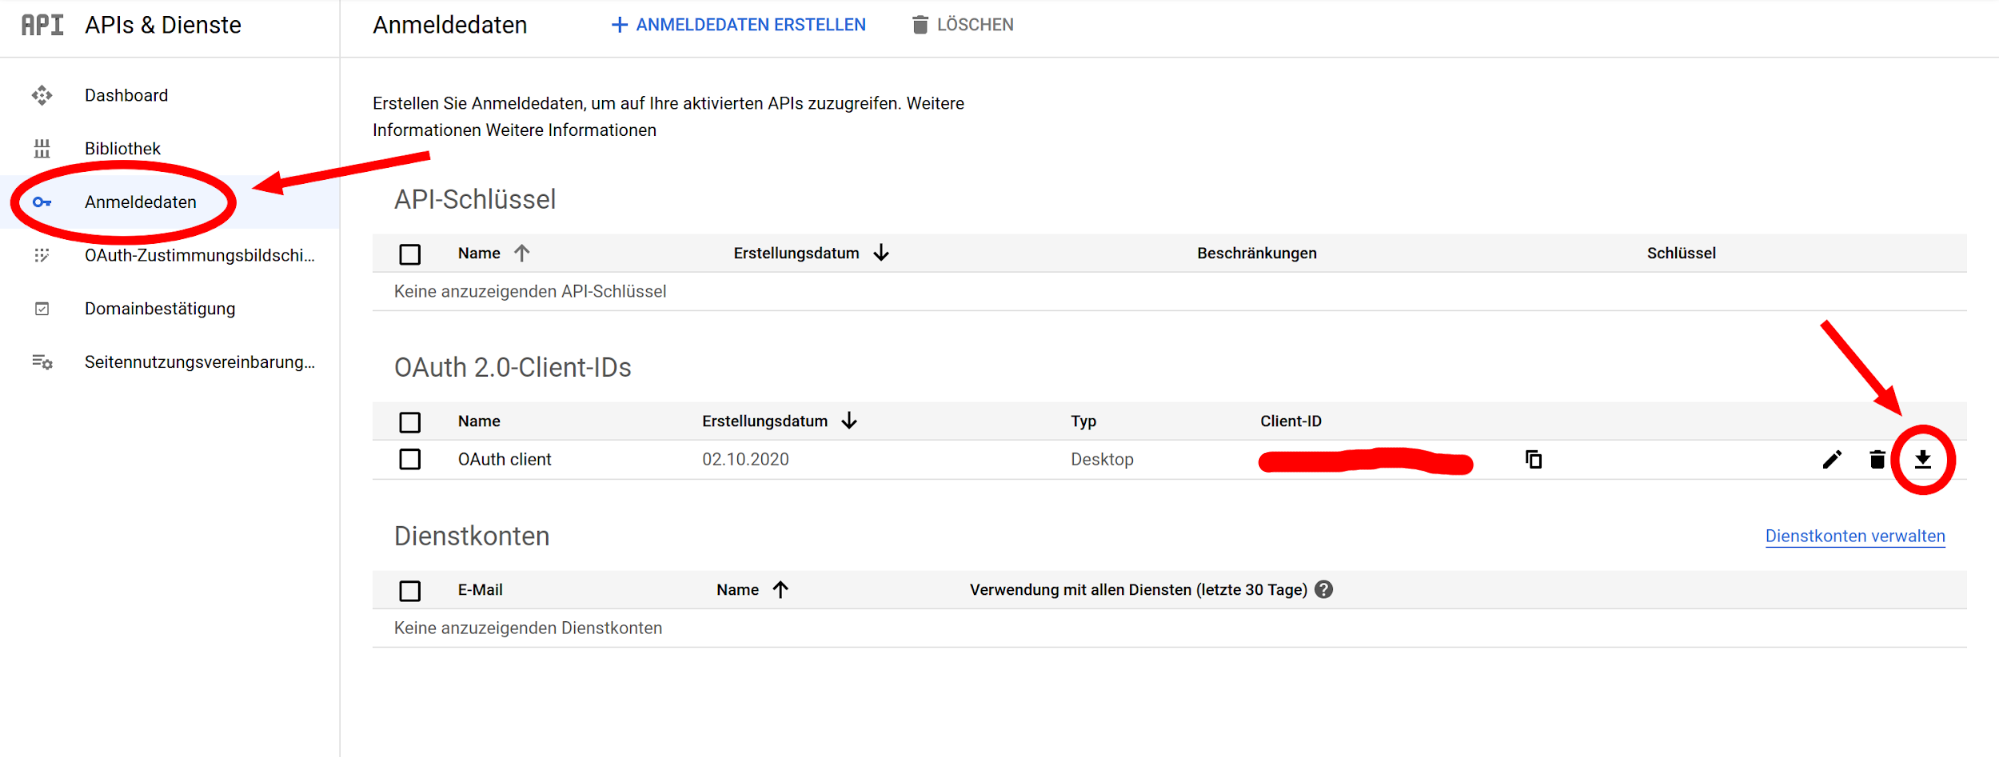 API APIs & Dienste
Anmeldedaten
ANMELDEDATEN ERSTELLEN
LÖSCHEN
Dashboard
Bibliothek
Anmeldedaten
OAuth-Zustimmungsbildschi...
Domainbestätigung
Seitennutzungsvereinbarung...
Erstellen Sie Anmeldedaten, um auf Ihre aktivierten APIs zuzugreifen. Weitere
Informationen Weitere Informationen
API-Schlüssel
Name Erstellungsdatum Beschränkungen Schlüssel
Keine anzuzeigenden API-Schlüssel
OAuth 2.0-Client-IDs
Name Erstellungsdatum Typ Client-ID
OAuth client 02.10.2020 Desktop
Dienstkonten
Dienstkonten verwalten
E-Mail Name Verwendung mit allen Diensten (letzte 30 Tage)
Keine anzuzeigenden Dienstkonten